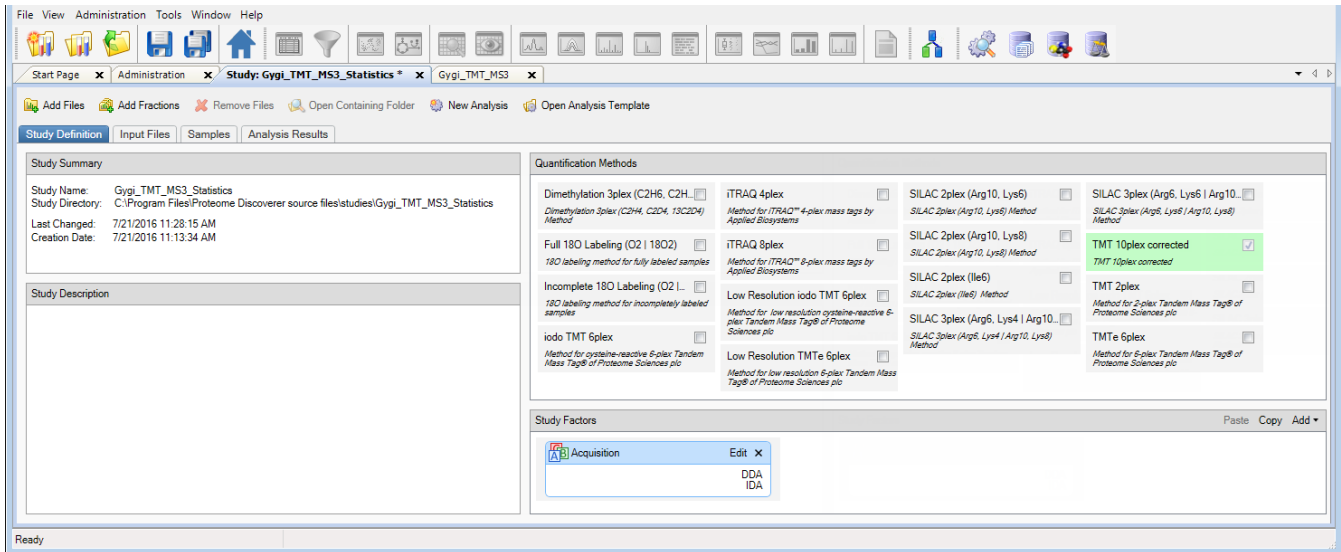 File View Administration Tools Window Help
Start Page x Administration x Study: Gygi_TMT_MS3_Statistics * x Gygi_TMT_MS3 x
Add Files Add Fractions Remove Files Open Containing Folder New Analysis Open Analysis Template
Study Definition Input Files Samples Analysis Results
Study Summary
Study Name: Gygi_TMT_MS3_Statistics
Study Directory: C:\Program Files\Proteome Discoverer source files\studies\Gygi_TMT_MS3_Statistics
Last Changed: 7/21/2016 11:28:15 AM
Creation Date: 7/21/2016 11:13:34 AM
Study Description
Quantification Methods
Dimethylation 3plex (C2H6, C2H...
Dimethylation 3plex (C2H4, C2D4, 13C2D4)
Method
Full 18O Labeling (O2 | 18O2)
18O labeling method for fully labeled samples
Incomplete 18O Labeling (O2 |...
18O labeling method for incompletely labeled
samples
iodo TMT 6plex
Method for cysteine-reactive 6-plex Tandem
Mass Tag® of Proteome Sciences plc
iTRAQ 4plex
Method for iTRAQ™ 4-plex mass tags by
Applied Biosystems
iTRAQ 8plex
Method for iTRAQ™ 8-plex mass tags by
Applied Biosystems
Low Resolution iodo TMT 6plex
Method for low resolution cysteine-reactive 6-
plex Tandem Mass Tag® of Proteome
Sciences plc
Low Resolution TMTe 6plex
Method for low resolution 6-plex Tandem Mass
Tag® of Proteome Sciences plc
SILAC 2plex (Arg10, Lys6)
SILAC 2plex (Arg10, Lys6) Method
SILAC 2plex (Arg10, Lys8)
SILAC 2plex (Arg10, Lys8) Method
SILAC 2plex (Ile6)
SILAC 2plex (Ile6) Method
SILAC 3plex (Arg6, Lys4 | Arg10...
SILAC 3plex (Arg6, Lys4 | Arg10, Lys8)
Method
SILAC 3plex (Arg6, Lys6 | Arg10...
SILAC 3plex (Arg6, Lys6 | Arg10, Lys8)
Method
TMT 10plex corrected
TMT 10plex corrected
TMT 2plex
Method for 2-plex Tandem Mass Tag® of
Proteome Sciences plc
TMTe 6plex
Method for 6-plex Tandem Mass Tag® of
Proteome Sciences plc
Study Factors Paste Copy Add
Acquisition Edit x
DDA
IDA
Ready